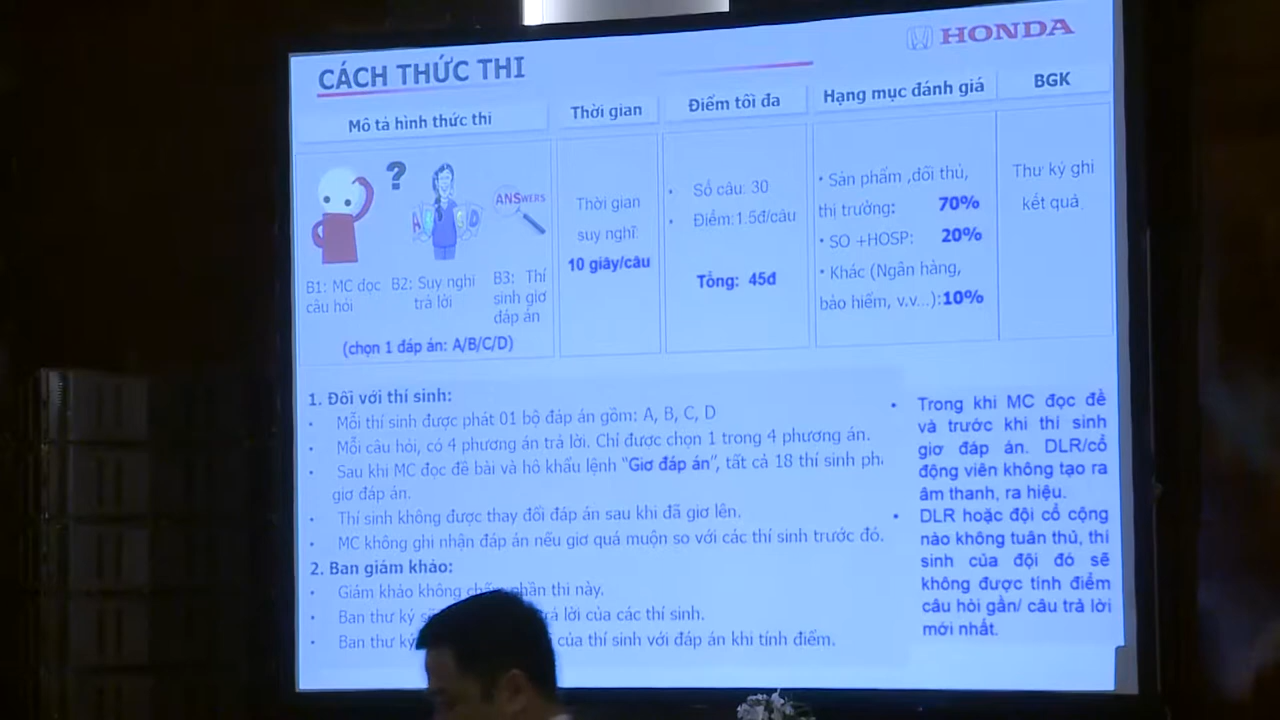 HONDA
CÁCH THỨC THI
Mô tả hình thức thi
Thời gian
Điểm tối đa
Hạng mục đánh giá
BGK
?
ANSWERS
B1: MC đọc
câu hỏi
B2: Suy nghĩ
trả lời
B3: Thí
sinh giơ
đáp án
(chọn 1 đáp án: A/B/C/D)
Thời gian
suy nghĩ:
10 giây/câu
• Số câu: 30
• Điểm:1.5đ/câu
Tổng: 45đ
• Sản phẩm ,đối thủ,
thị trường: 70%
• SO +HOSP: 20%
• Khác (Ngân hàng,
bảo hiểm, v.v...):10%
Thư ký ghi
kết quả
1. Đối với thí sinh:
• Mỗi thí sinh được phát 01 bộ đáp án gồm: A, B, C, D
• Mỗi câu hỏi, có 4 phương án trả lời. Chỉ được chọn 1 trong 4 phương án.
• Sau khi MC đọc đề bài và hô khẩu lệnh “Giơ đáp án”, tất cả 18 thí sinh
giơ đáp án.
• Thí sinh không được thay đổi đáp án sau khi đã giơ lên.
• MC không ghi nhận đáp án nếu giơ quá muộn so với các thí sinh trước đó.
2. Ban giám khảo:
• Giám khảo không chấm phần thi này.
• Ban thư ký lời của các thí sinh.
• Ban thư ký của thí sinh với đáp án khi tính điểm.
• Trong khi MC đọc đề
và trước khi thí sinh
giơ đáp án. DLR/cổ
động viên không tạo ra
âm thanh, ra hiệu.
• DLR hoặc đội cổ cộng
nào không tuân thủ, thí
sinh của đội đó sẽ
không được tính điểm
câu hỏi gần/ câu trả lời
mới nhất.